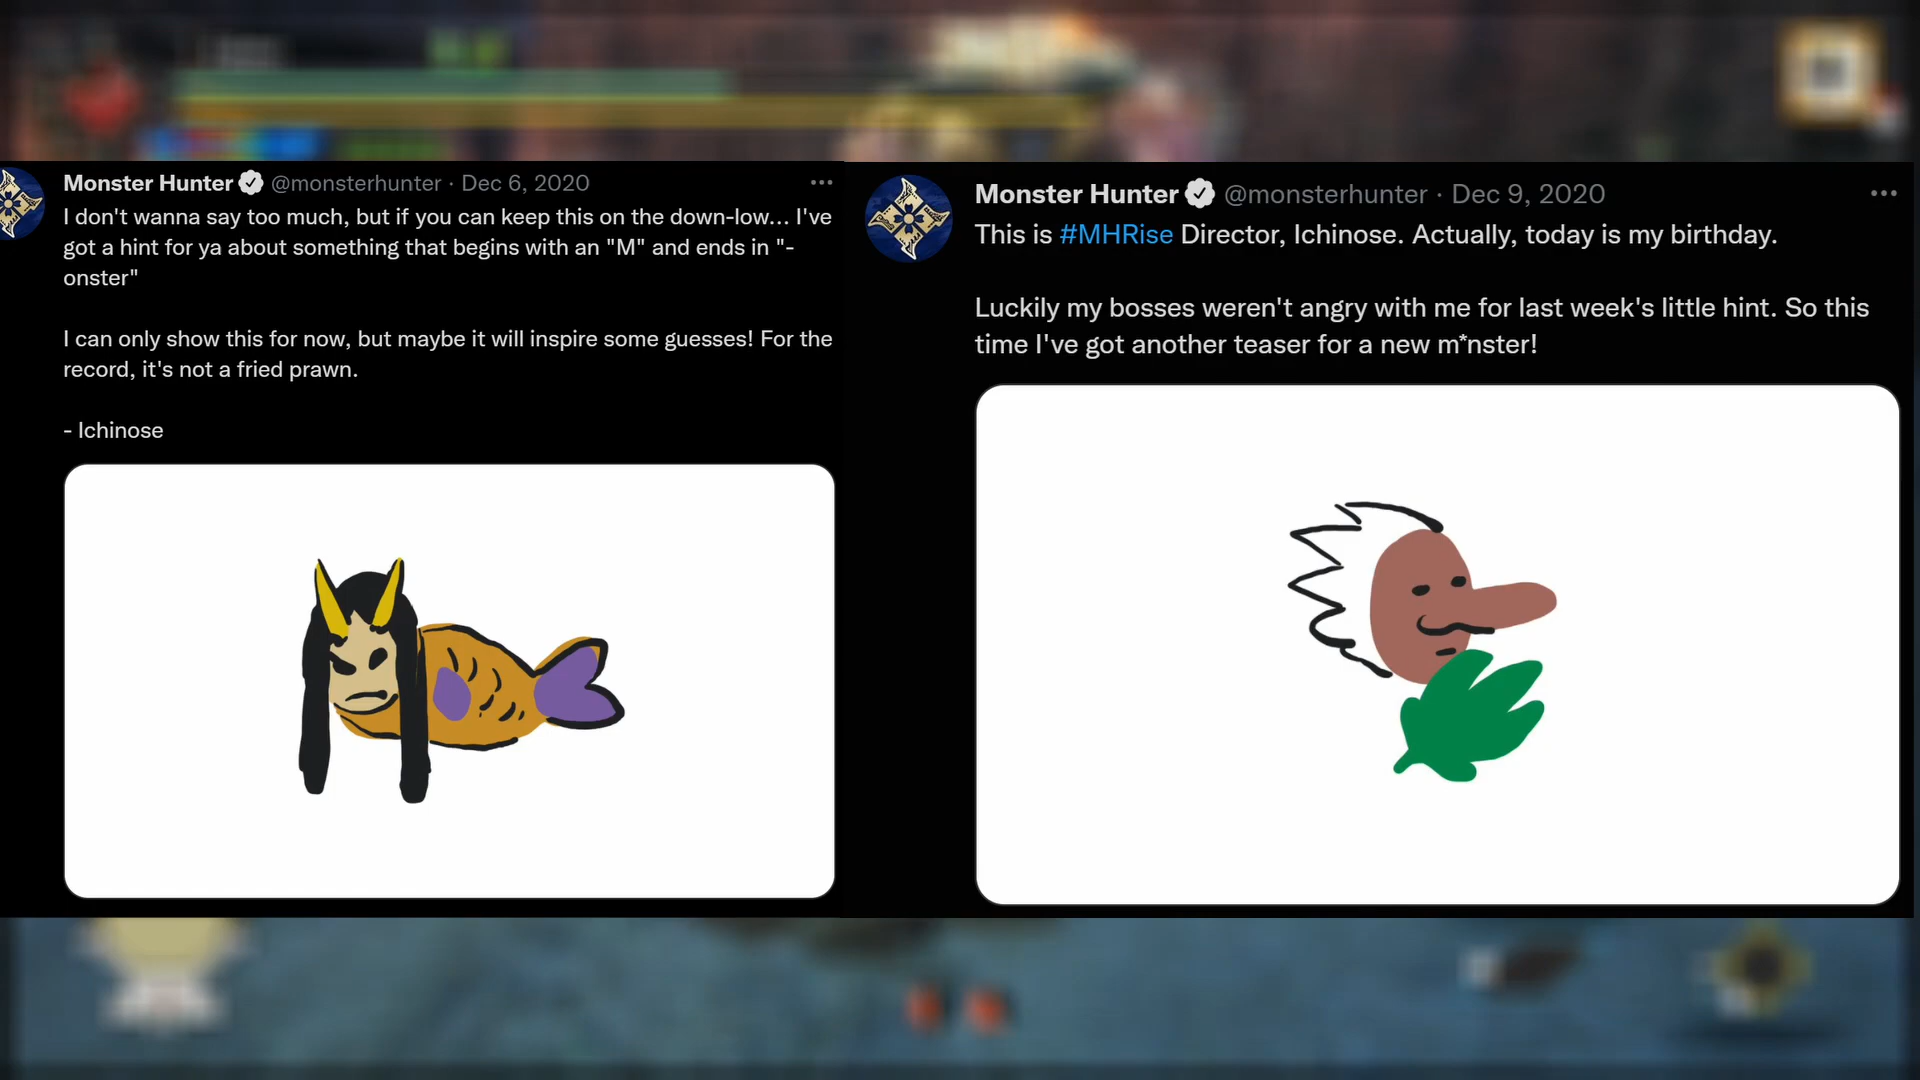 Monster Hunter @monsterhunter · Dec 6, 2020
I don't wanna say too much, but if you can keep this on the down-low... I've
got a hint for ya about something that begins with an "M" and ends in "-
onster"
I can only show this for now, but maybe it will inspire some guesses! For the
record, it's not a fried prawn.
- Ichinose
Monster Hunter @monsterhunter · Dec 9, 2020
This is #MHRise Director, Ichinose. Actually, today is my birthday.
Luckily my bosses weren't angry with me for last week's little hint. So this
time I've got another teaser for a new m*nster!